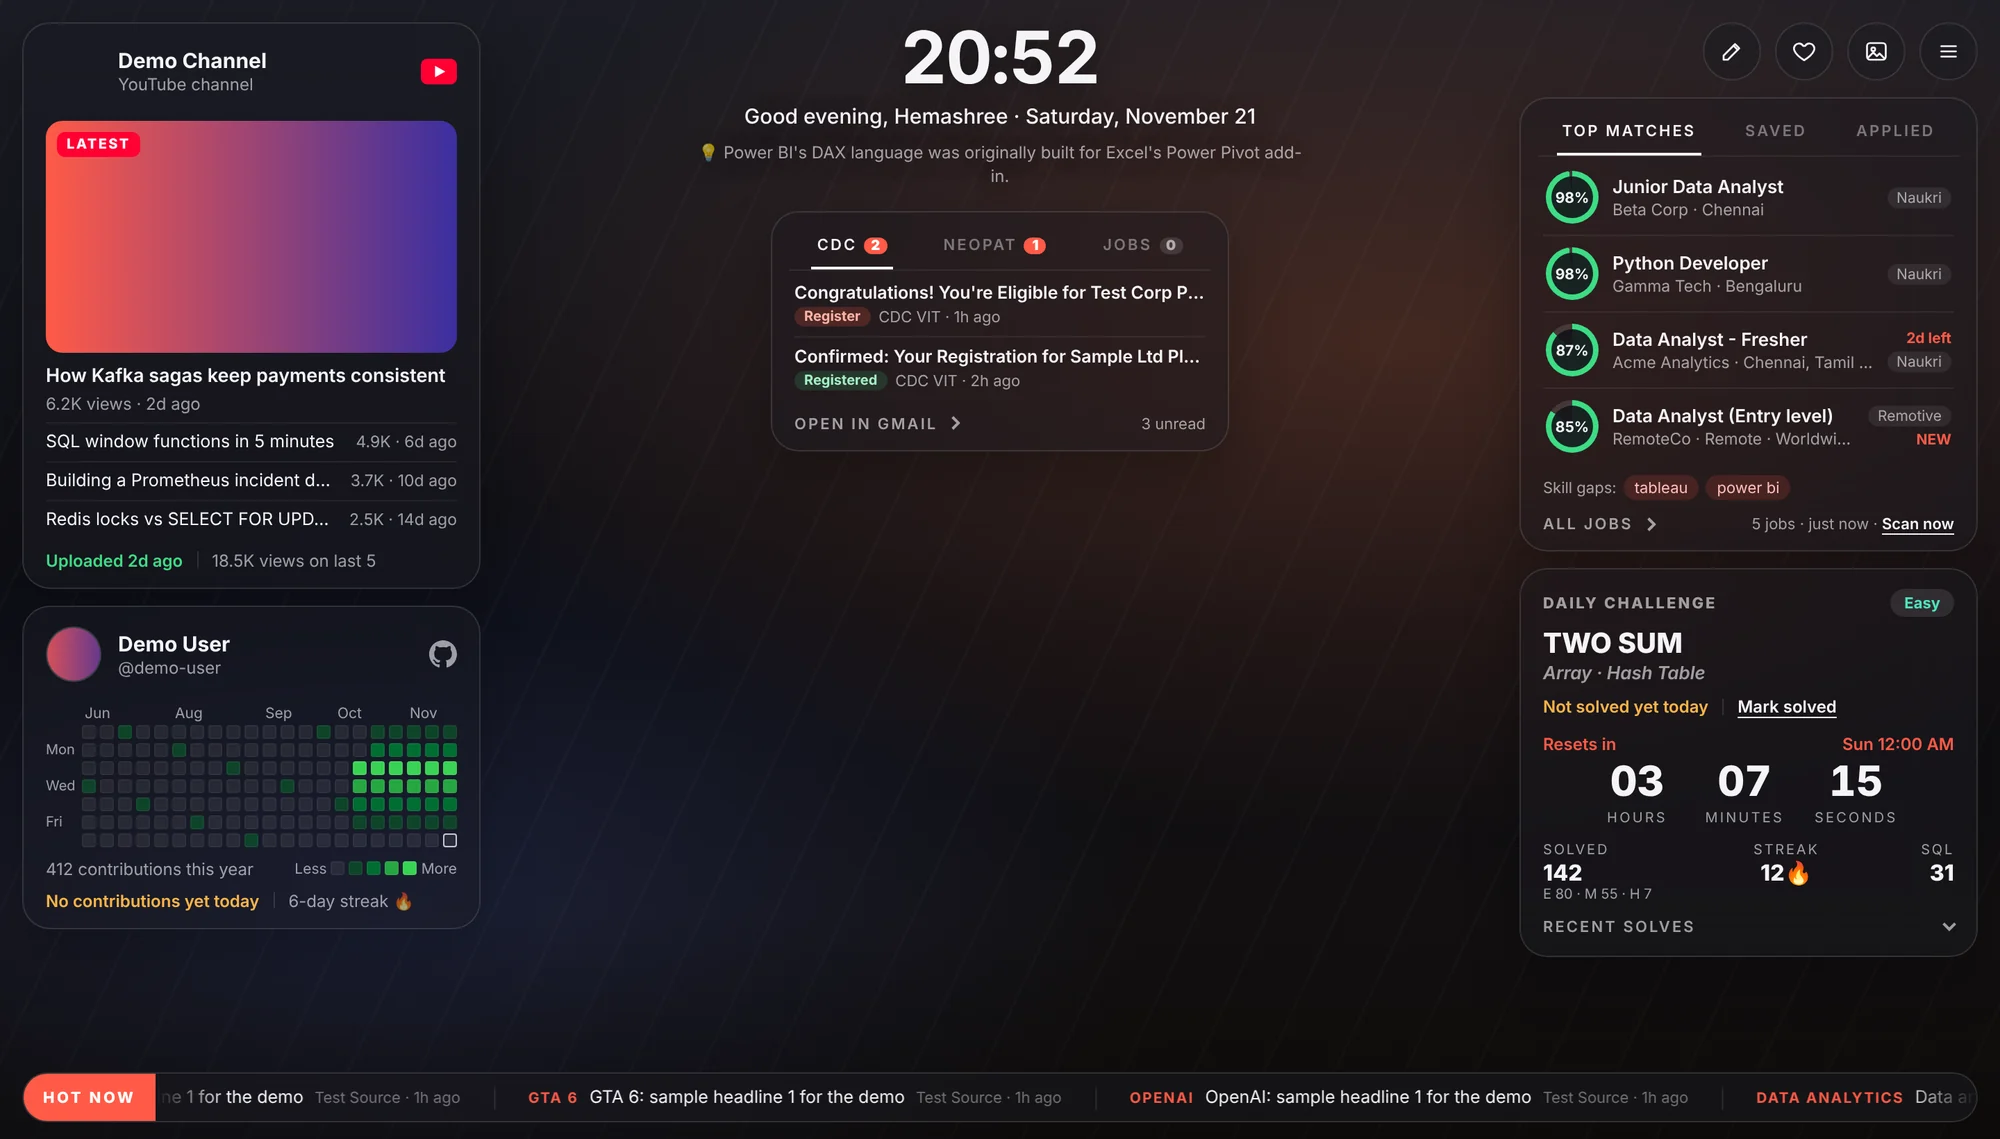 Demo Channel
YouTube channel
LATEST
How Kafka sagas keep payments consistent
6.2K views · 2d ago
SQL window functions in 5 minutes 4.9K · 6d ago
Building a Prometheus incident d... 3.7K · 10d ago
Redis locks vs SELECT FOR UPD... 2.5K · 14d ago
Uploaded 2d ago 18.5K views on last 5
Demo User
@demo-user
Jun Aug Sep Oct Nov
Mon
Wed
Fri
412 contributions this year Less More
No contributions yet today 6-day streak 🔥
20:52
Good evening, Hemashree · Saturday, November 21
💡 Power BI's DAX language was originally built for Excel's Power Pivot add-
in.
CDC 2 NEOPAT 1 JOBS 0
Congratulations! You're Eligible for Test Corp P...
Register CDC VIT · 1h ago
Confirmed: Your Registration for Sample Ltd Pl...
Registered CDC VIT · 2h ago
OPEN IN GMAIL 3 unread
TOP MATCHES SAVED APPLIED
98% Junior Data Analyst
Beta Corp · Chennai Naukri
98% Python Developer
Gamma Tech · Bengaluru Naukri
87% Data Analyst - Fresher 2d left
Acme Analytics · Chennai, Tamil ... Naukri
85% Data Analyst (Entry level) Remotive
RemoteCo · Remote · Worldwi... NEW
Skill gaps: tableau power bi
ALL JOBS 5 jobs · just now · Scan now
DAILY CHALLENGE Easy
TWO SUM
Array · Hash Table
Not solved yet today Mark solved
Resets in Sun 12:00 AM
03 07 15
HOURS MINUTES SECONDS
SOLVED STREAK SQL
142 12🔥 31
E 80 · M 55 · H 7
RECENT SOLVES
HOT NOW ne 1 for the demo Test Source · 1h ago GTA 6 GTA 6: sample headline 1 for the demo Test Source · 1h ago OPENAI OpenAI: sample headline 1 for the demo Test Source · 1h ago DATA ANALYTICS Data